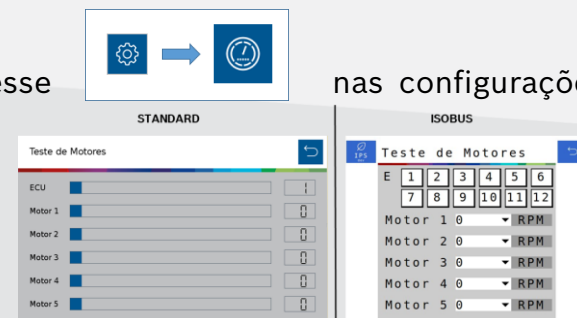 esse nas configuraçõe
STANDARD
Teste de Motores
ECU 1
Motor 1 0
Motor 2 0
Motor 3 0
Motor 4 0
Motor 5 0
ISOBUS
IPS Teste de Motores
E 1 2 3 4 5 6
7 8 9 10 11 12
Motor 1 0 RPM
Motor 2 0 RPM
Motor 3 0 RPM
Motor 4 0 RPM
Motor 5 0 RPM